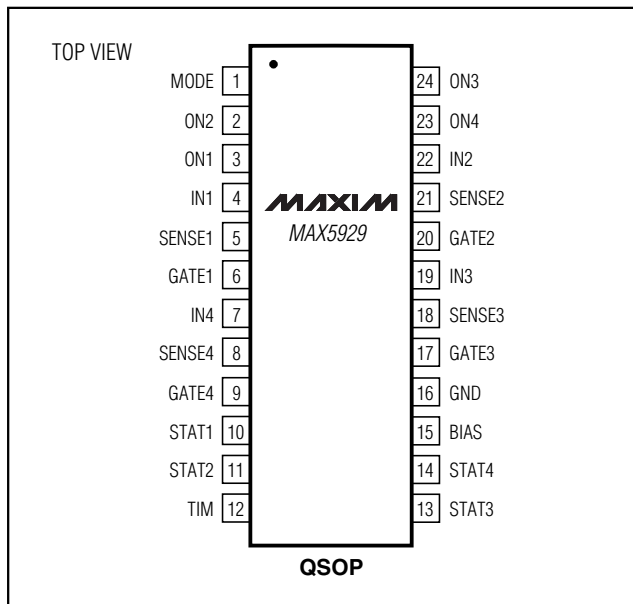 TOP VIEW
MODE 1
ON2 2
ON1 3
IN1 4
SENSE1 5
GATE1 6
IN4 7
SENSE4 8
GATE4 9
STAT1 10
STAT2 11
TIM 12
MAXIM
MAX5929
24 ON3
23 ON4
22 IN2
21 SENSE2
20 GATE2
19 IN3
18 SENSE3
17 GATE3
16 GND
15 BIAS
14 STAT4
13 STAT3
QSOP